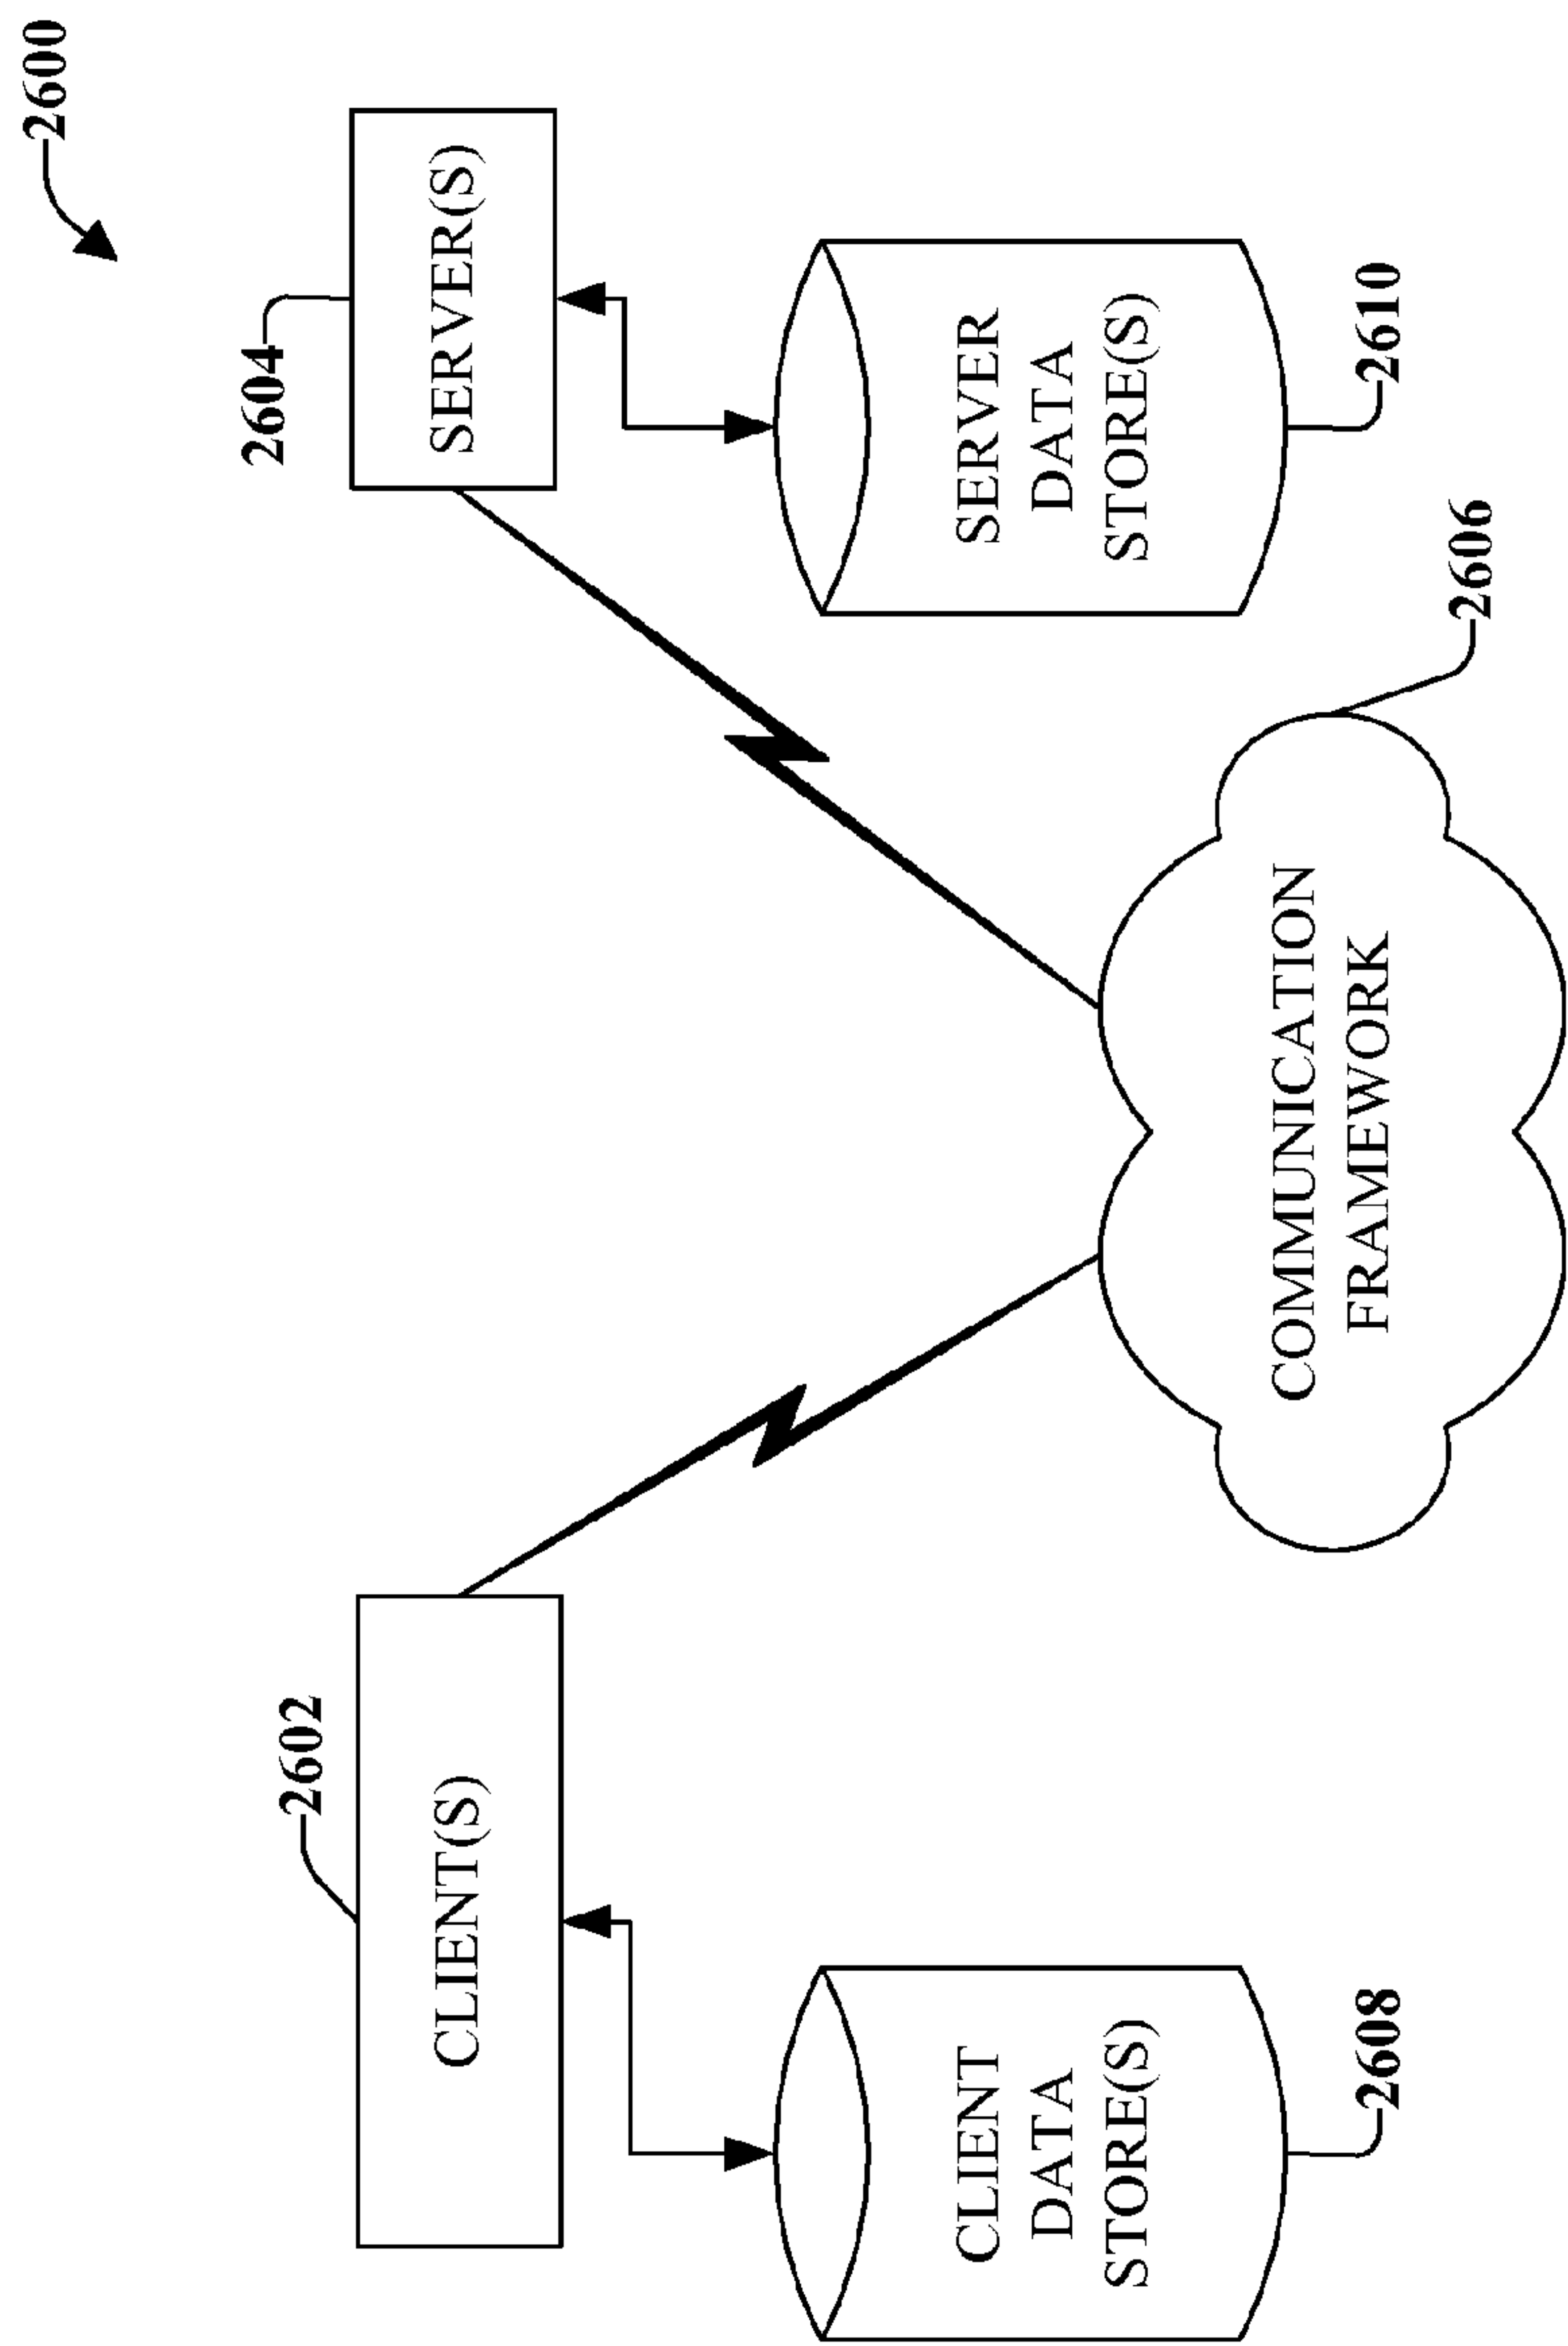 2600
2602
2604
CLIENT(S)
SERVER(S)
CLIENT
DATA
STORE(S)
SERVER
DATA
STORE(S)
COMMUNICATION
FRAMEWORK
2608
2610
2606